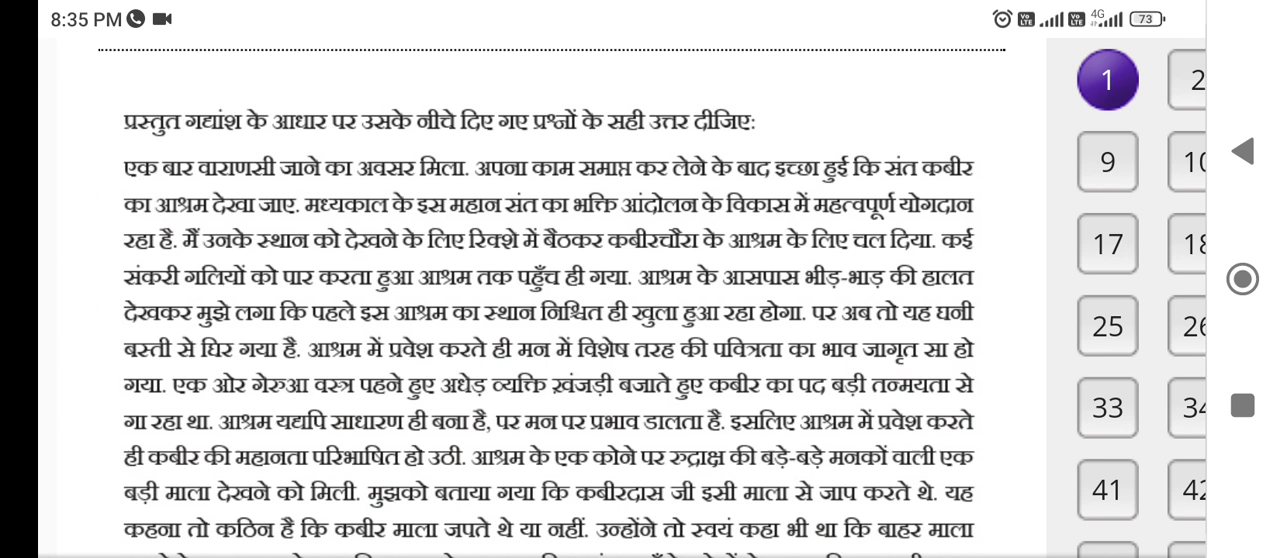 8:35 PM
4G
73
प्रस्तुत गद्यांश के आधार पर उसके नीचे दिए गए प्रश्नों के सही उत्तर दीजिए:
एक बार वाराणसी जाने का अवसर मिला. अपना काम समाप्त कर लेने के बाद इच्छा हुई कि संत कबीर
का आश्रम देखा जाए. मध्यकाल के इस महान संत का भक्ति आंदोलन के विकास में महत्वपूर्ण योगदान
रहा है. मैं उनके स्थान को देखने के लिए रिक्शे में बैठकर कबीरचौरा के आश्रम के लिए चल दिया. कई
संकरी गलियों को पार करता हुआ आश्रम तक पहुँच ही गया. आश्रम के आसपास भीड़-भाड़ की हालत
देखकर मुझे लगा कि पहले इस आश्रम का स्थान निश्चित ही खुला हुआ रहा होगा. पर अब तो यह घनी
बस्ती से घिर गया है. आश्रम में प्रवेश करते ही मन में विशेष तरह की पवित्रता का भाव जागृत सा हो
गया. एक ओर गेरुआ वस्त्र पहने हुए अधेड़ व्यक्ति ख़ंजड़ी बजाते हुए कबीर का पद बड़ी तन्मयता से
गा रहा था. आश्रम यद्यपि साधारण ही बना है, पर मन पर प्रभाव डालता है. इसलिए आश्रम में प्रवेश करते
ही कबीर की महानता परिभाषित हो उठी. आश्रम के एक कोने पर रुद्राक्ष की बड़े-बड़े मनकों वाली एक
बड़ी माला देखने को मिली. मुझको बताया गया कि कबीरदास जी इसी माला से जाप करते थे. यह
कहना तो कठिन है कि कबीर माला जपते थे या नहीं. उन्होंने तो स्वयं कहा भी था कि बाहर माला
1 2
9 10
17 18
25 26
33 34
41 42